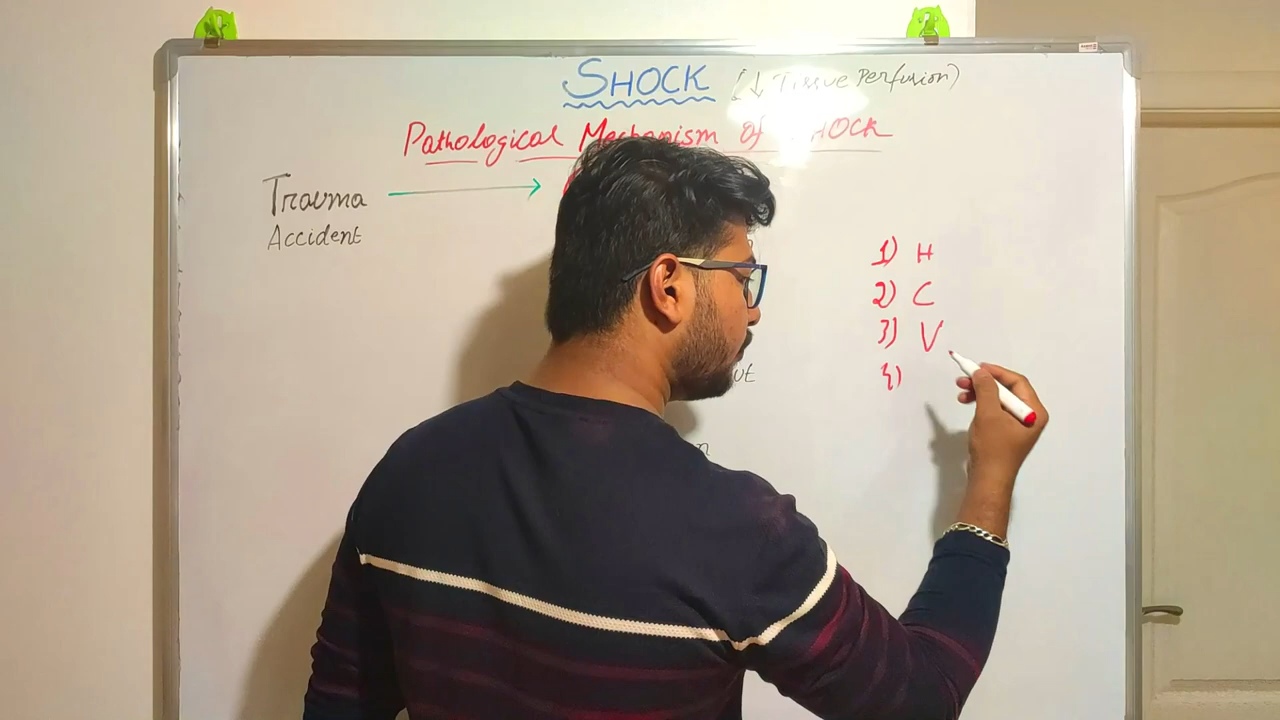 SHOCK (↓ Tissue Perfusion)
Pathological Mechanism of SHOCK
Trauma →
Accident
1) H
2) C
3) V
4)